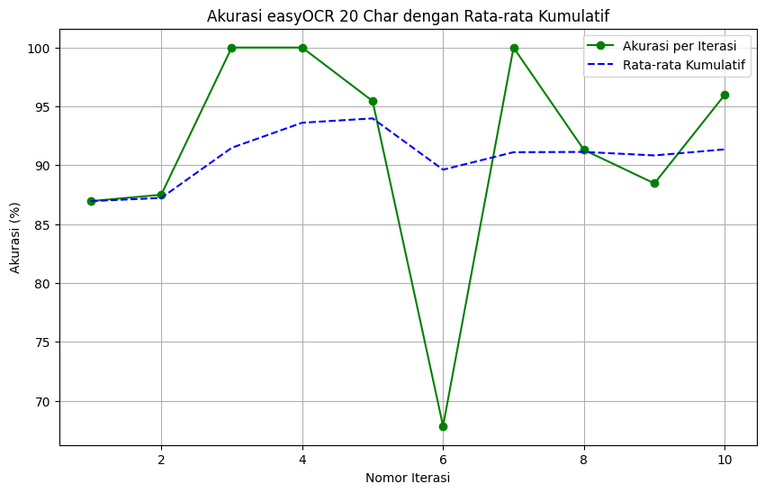 Akurasi easyOCR 20 Char dengan Rata-rata Kumulatif
Akurasi per Iterasi
Rata-rata Kumulatif
100
95
90
85
80
75
70
Akurasi (%)
2 4 6 8 10
Nomor Iterasi